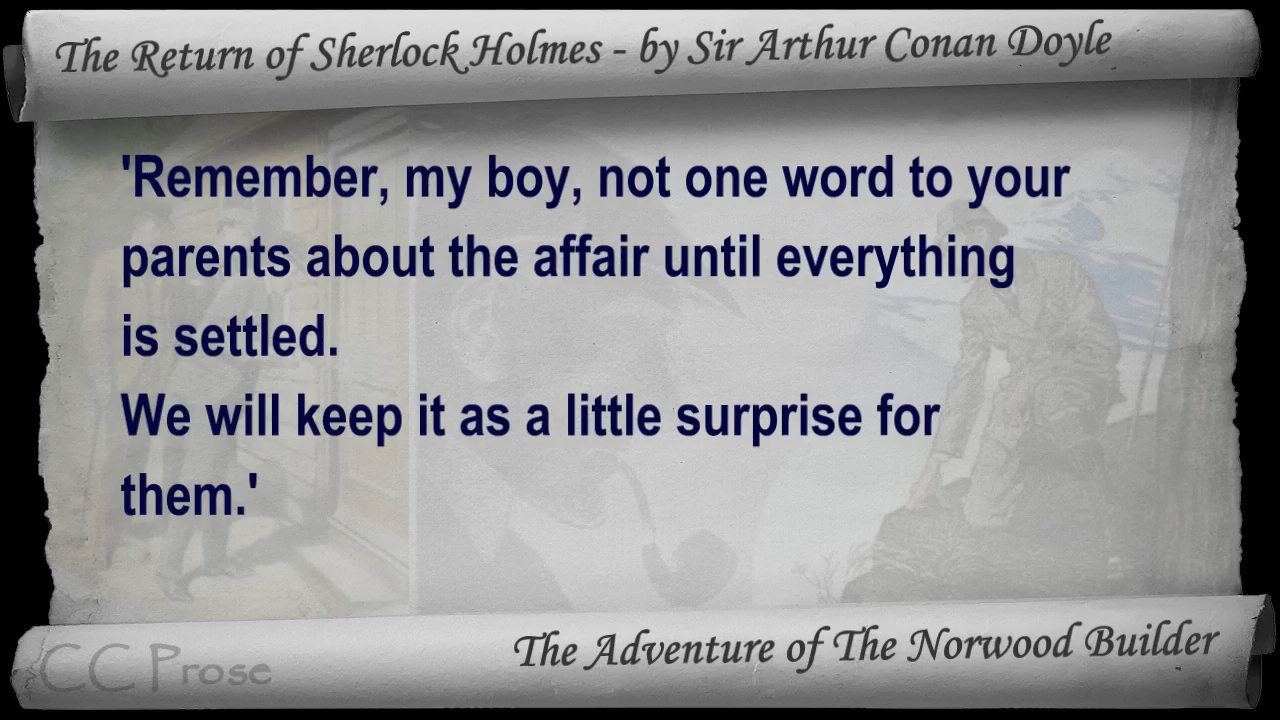 The Return of Sherlock Holmes - by Sir Arthur Conan Doyle
'Remember, my boy, not one word to your
parents about the affair until everything
is settled.
We will keep it as a little surprise for
them.'
The Adventure of The Norwood Builder
CC Prose